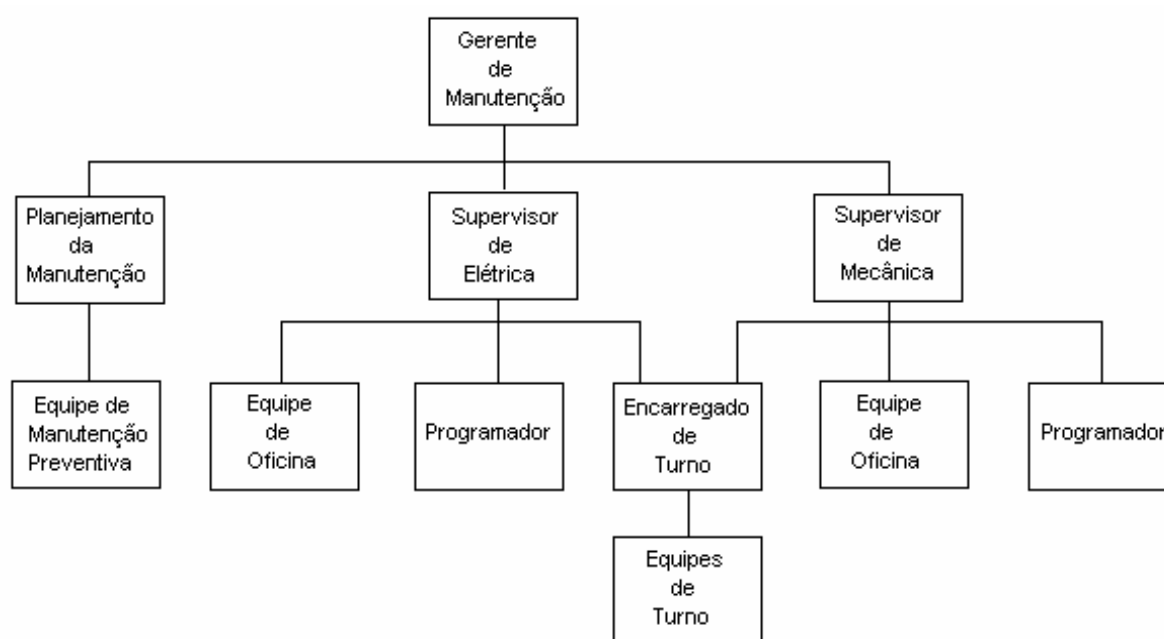 Gerente
de
Manutenção
Planejamento
da
Manutenção
Supervisor
de
Elétrica
Supervisor
de
Mecânica
Equipe de
Manutenção
Preventiva
Equipe
de
Oficina
Programador
Encarregado
de
Turno
Equipe
de
Oficina
Programador
Equipes
de
Turno